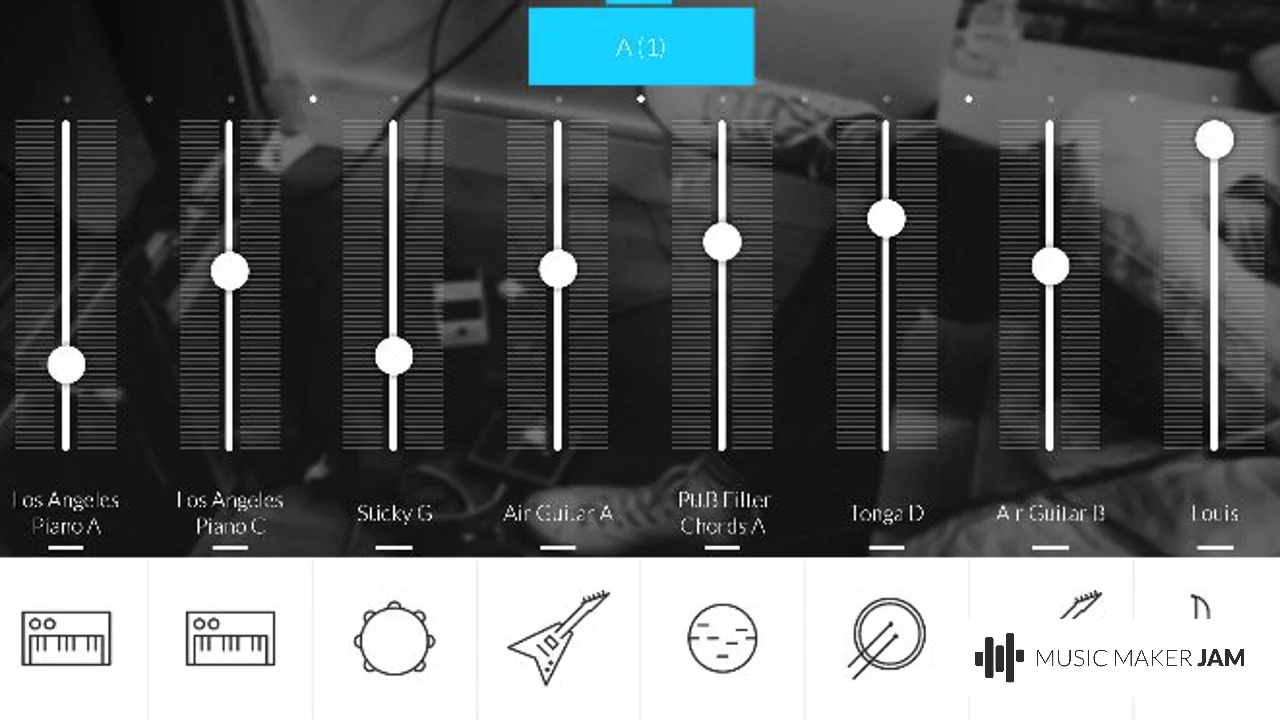 A (1)
Los Angeles
Piano A
Los Angeles
Piano C
Sticky G
Air Guitar A
Filter
Chords A
Tonga D
Air Guitar B
Louis
MUSIC MAKER JAM